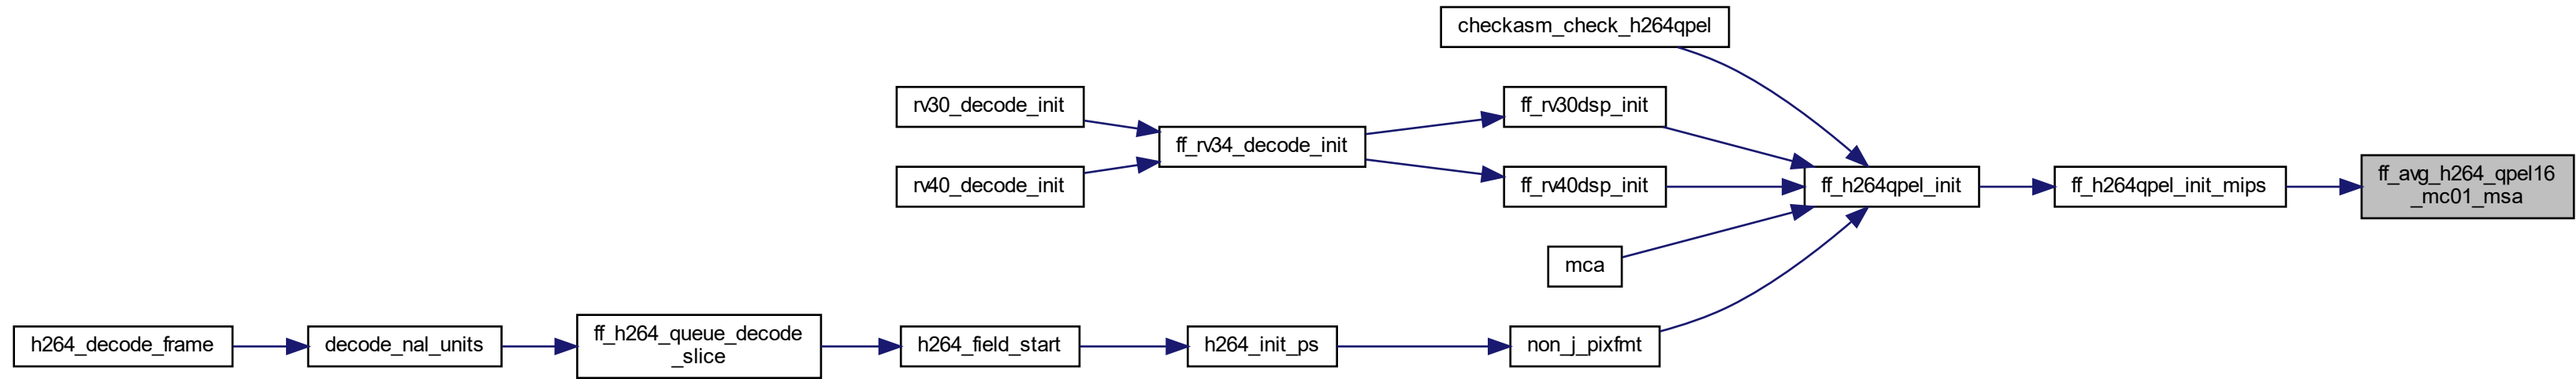 checkasm_check_h264qpel
rv30_decode_init
ff_rv30dsp_init
ff_rv34_decode_init
rv40_decode_init
ff_rv40dsp_init
ff_h264qpel_init
ff_h264qpel_init_mips
ff_avg_h264_qpel16
_mc01_msa
mca
h264_decode_frame
decode_nal_units
ff_h264_queue_decode
_slice
h264_field_start
h264_init_ps
non_j_pixfmt